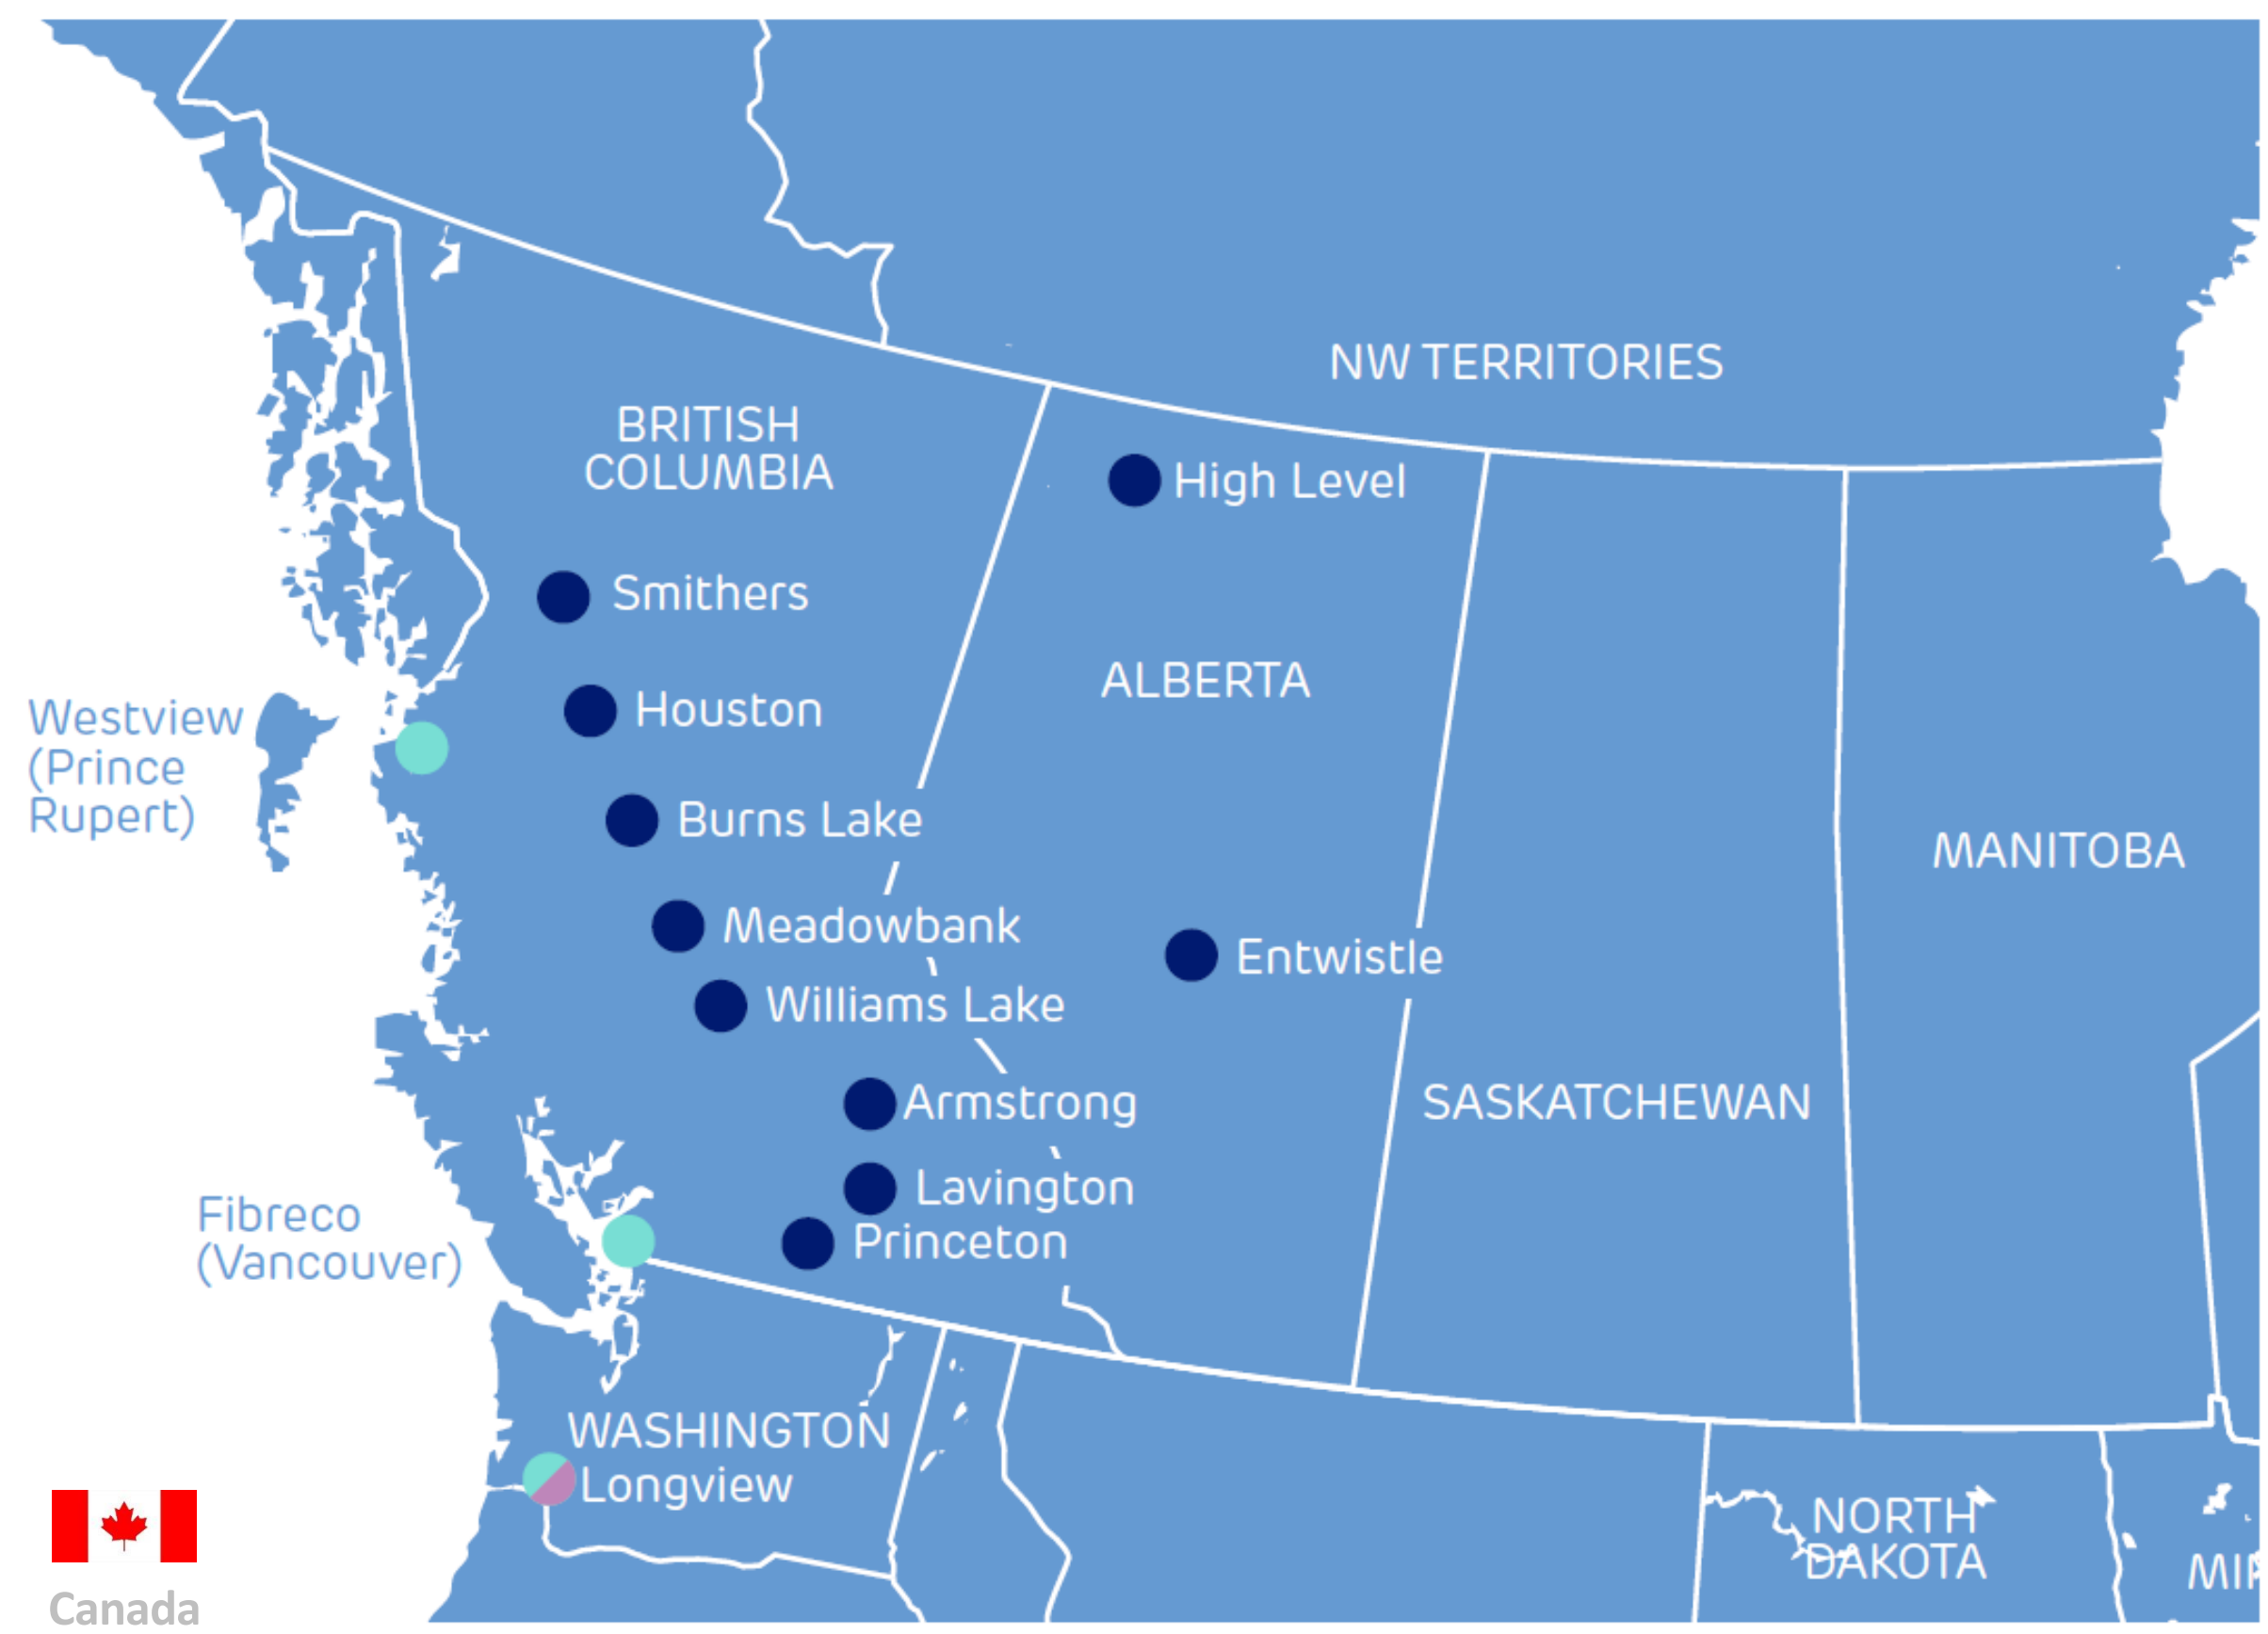 NW TERRITORIES
BRITISH
COLUMBIA
High Level
Smithers
ALBERTA
Houston
Westview
(Prince
Rupert)
Burns Lake
MANITOBA
Meadowbank
Entwistle
Williams Lake
Armstrong
SASKATCHEWAN
Lavington
Fibreco
(Vancouver)
Princeton
WASHINGTON
Longview
NORTH
DAKOTA
Canada